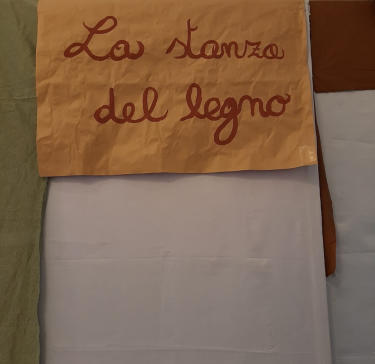 La stanza
del legno